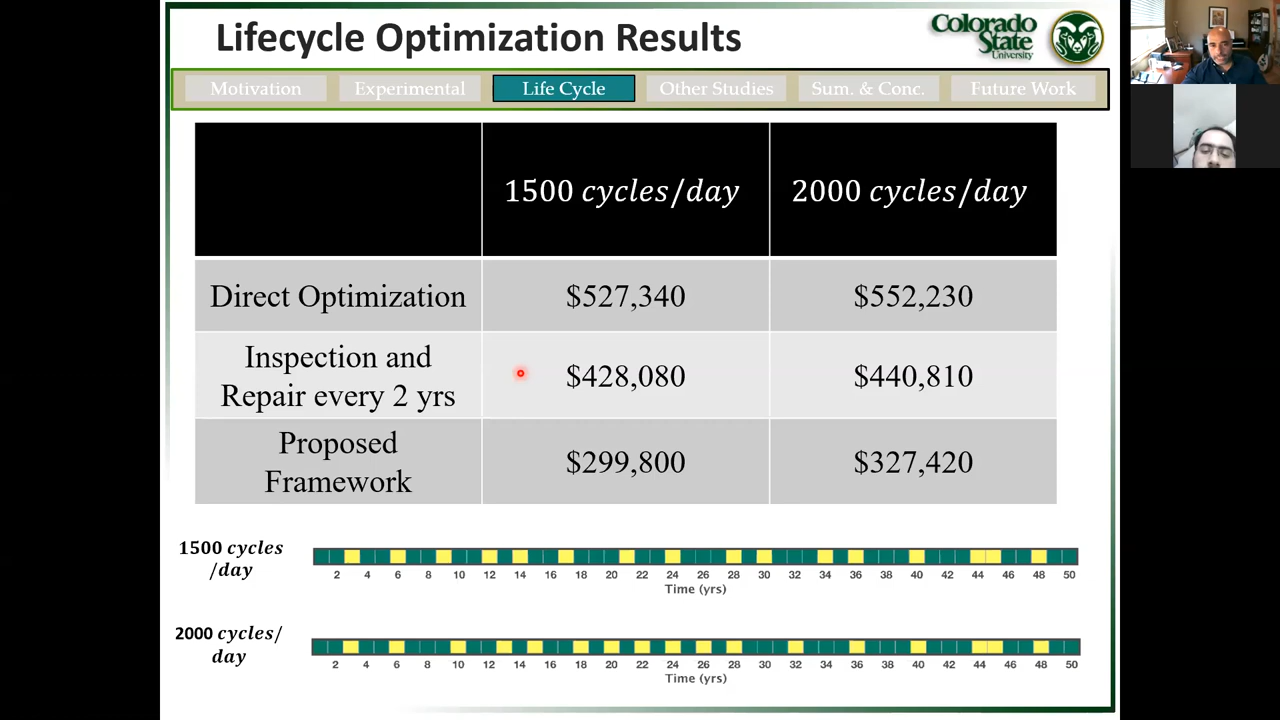 Lifecycle Optimization Results
Colorado
State
University
Motivation
Experimental
Life Cycle
Other Studies
Sum. & Conc.
Future Work
1500 cycles/day
2000 cycles/day
Direct Optimization
$527,340
$552,230
Inspection and
Repair every 2 yrs
$428,080
$440,810
Proposed
Framework
$299,800
$327,420
1500 cycles
/day
2 4 6 8 10 12 14 16 18 20 22 24 26 28 30 32 34 36 38 40 42 44 46 48 50
Time (yrs)
2000 cycles/
day
2 4 6 8 10 12 14 16 18 20 22 24 26 28 30 32 34 36 38 40 42 44 46 48 50
Time (yrs)